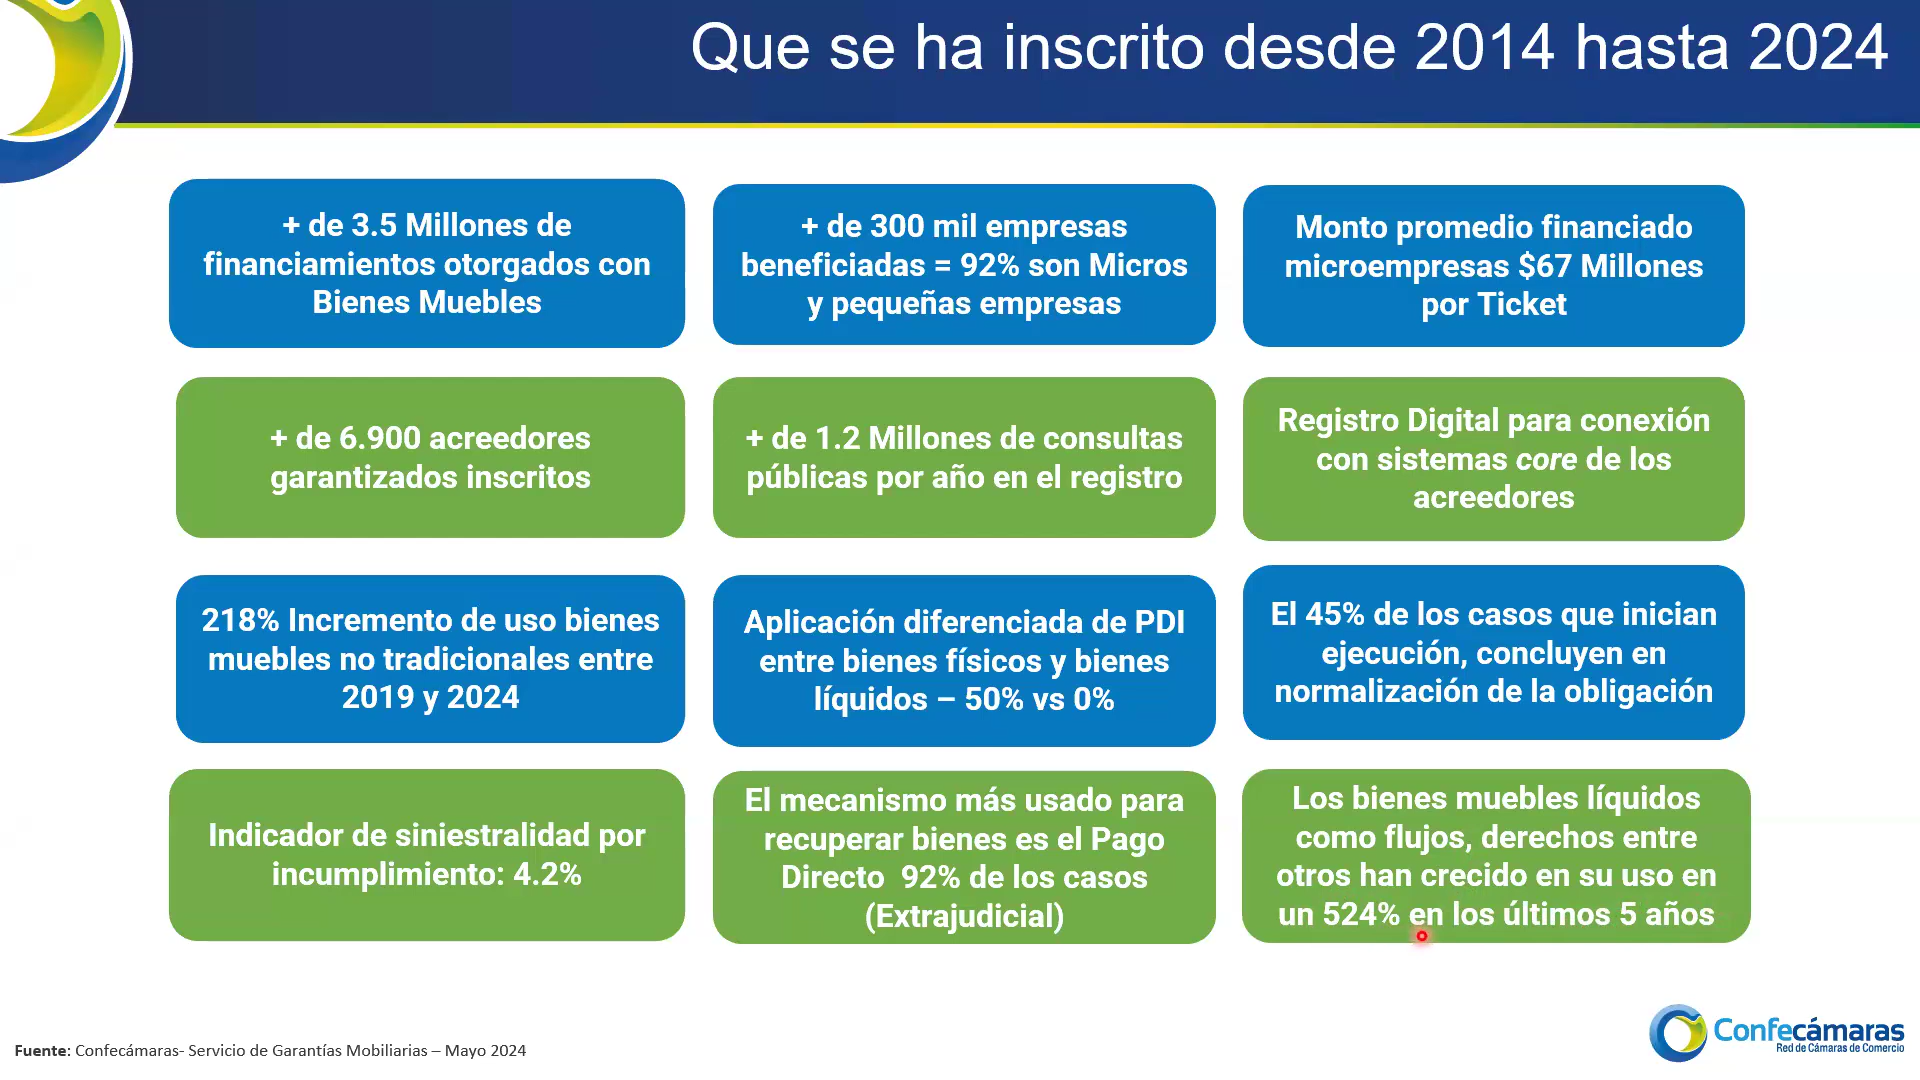 Que se ha inscrito desde 2014 hasta 2024
+ de 3.5 Millones de
financiamientos otorgados con
Bienes Muebles
+ de 300 mil empresas
beneficiadas = 92% son Micros
y pequeñas empresas
Monto promedio financiado
microempresas $67 Millones
por Ticket
+ de 6.900 acreedores
garantizados inscritos
+ de 1.2 Millones de consultas
públicas por año en el registro
Registro Digital para conexión
con sistemas core de los
acreedores
218% Incremento de uso bienes
muebles no tradicionales entre
2019 y 2024
Aplicación diferenciada de PDI
entre bienes físicos y bienes
líquidos – 50% vs 0%
El 45% de los casos que inician
ejecución, concluyen en
normalización de la obligación
Indicador de siniestralidad por
incumplimiento: 4.2%
El mecanismo más usado para
recuperar bienes es el Pago
Directo 92% de los casos
(Extrajudicial)
Los bienes muebles líquidos
como flujos, derechos entre
otros han crecido en su uso en
un 524% en los últimos 5 años
Fuente: Confecámaras- Servicio de Garantías Mobiliarias – Mayo 2024
Confecámaras
Red de Cámaras de Comercio